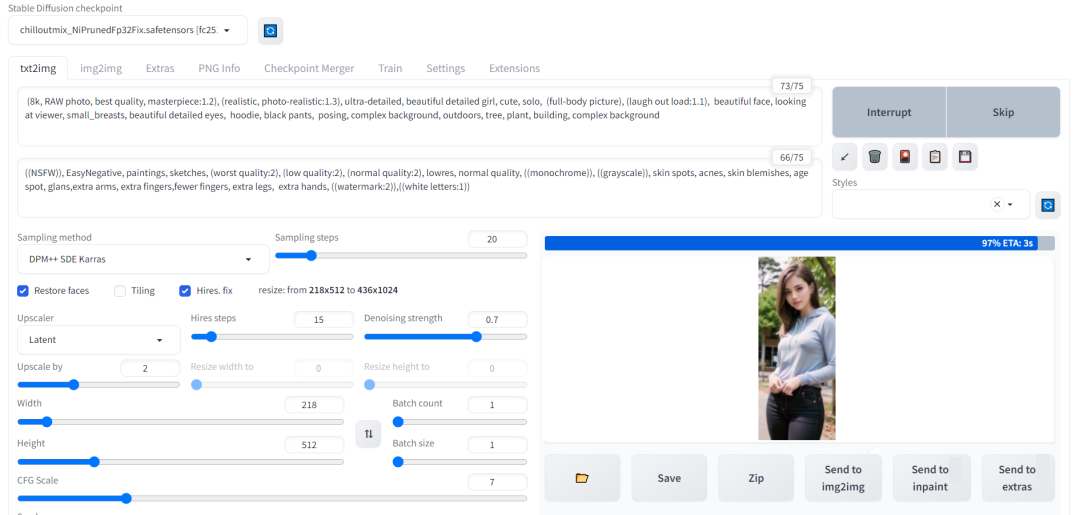 Stable Diffusion checkpoint
chilloutmix_NiPrunedFp32Fix.safetensors [fc25.
txt2img img2img Extras PNG Info Checkpoint Merger Train Settings Extensions
73/75
(8k, RAW photo, best quality, masterpiece:1.2), (realistic, photo-realistic:1.3), ultra-detailed, beautiful detailed girl, cute, solo, (full-body picture), (laugh out load:1.1), beautiful face, looking
at viewer, small_breasts, beautiful detailed eyes, hoodie, black pants, posing, complex background, outdoors, tree, plant, building, complex background
Interrupt Skip
66/75
((NSFW)), EasyNegative, paintings, sketches, (worst quality:2), (low quality:2), (normal quality:2), lowres, normal quality, ((monochrome)), ((grayscale)), skin spots, acnes, skin blemishes, age
spot, glans,extra arms, extra fingers,fewer fingers, extra legs, extra hands, ((watermark:2)),((white letters:1))
Styles
Sampling method Sampling steps 20
DPM++ SDE Karras
97% ETA: 3s
Restore faces Tiling Hires. fix resize: from 218x512 to 436x1024
Upscaler Hires steps 15 Denoising strength 0.7
Latent
Upscale by 2 Resize width to 0 Resize height to 0
Width 218 Batch count 1
Height 512 Batch size 1
CFG Scale 7
Save Zip Send to img2img Send to inpaint Send to extras